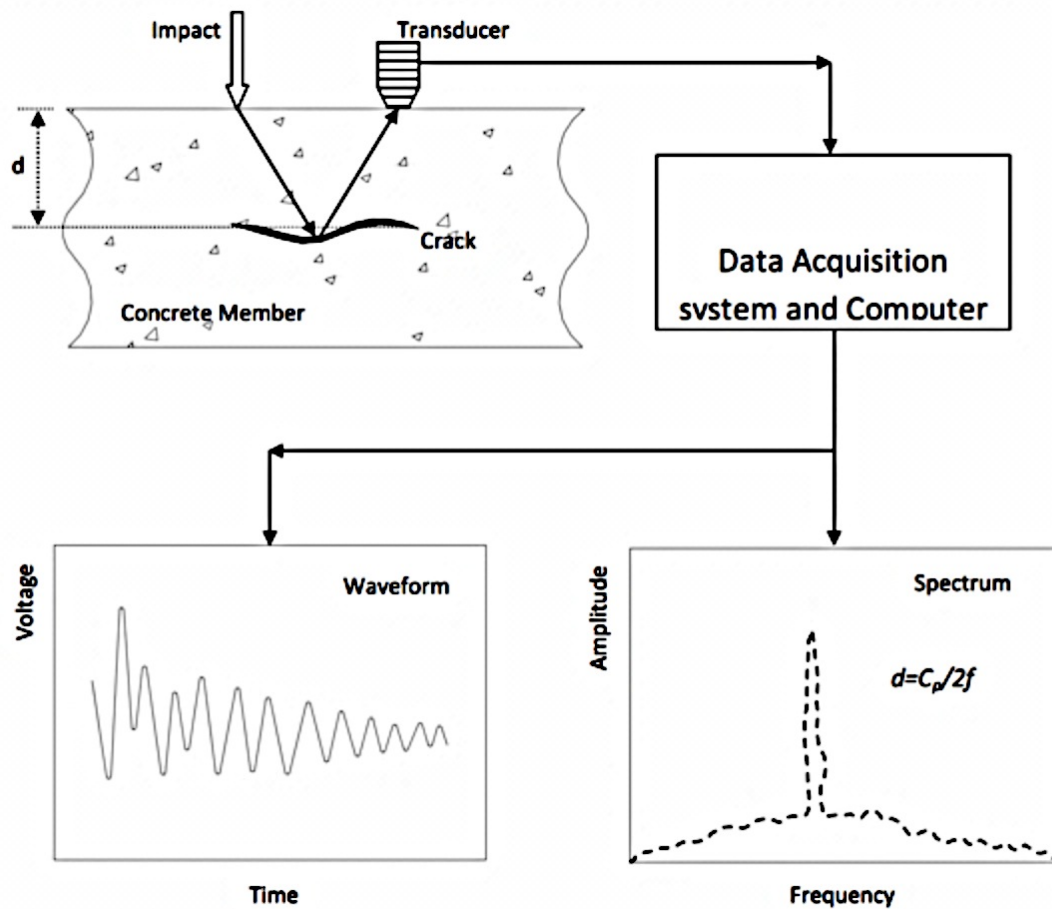 Impact
Transducer
d
Crack
Concrete Member
Data Acquisition
system and Computer
Voltage
Waveform
Time
Amplitude
Spectrum
d=Cₚ/2f
Frequency